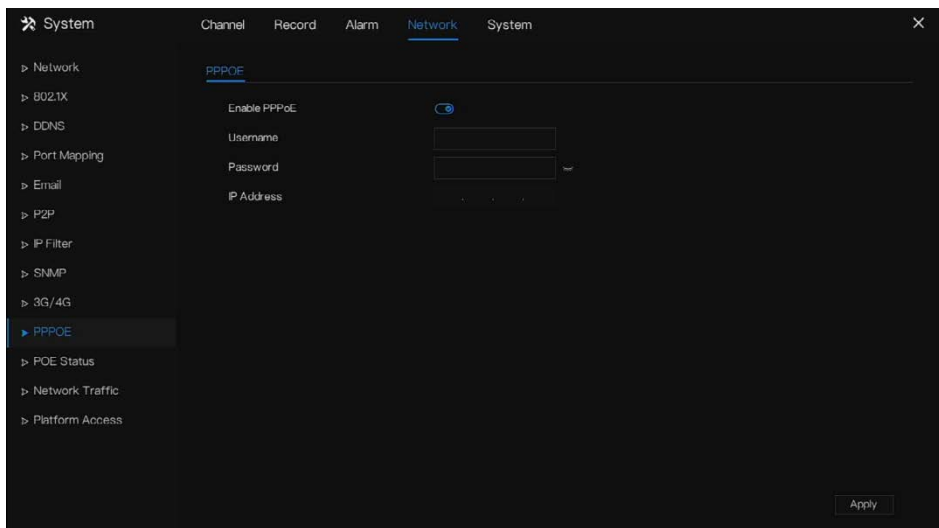 System
Channel Record Alarm Network System
Network
802.1X
DDNS
Port Mapping
Email
P2P
IP Filter
SNMP
3G/4G
PPPOE
POE Status
Network Traffic
Platform Access
PPPOE
Enable PPPoE
Username
Password
IP Address
Apply